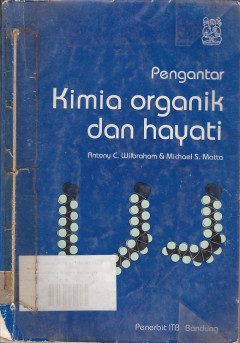 Pengantar
Kimia organik
dan hayati
Antony C. Wilbraham & Michael S. Matta
Penerbit ITB Bandung